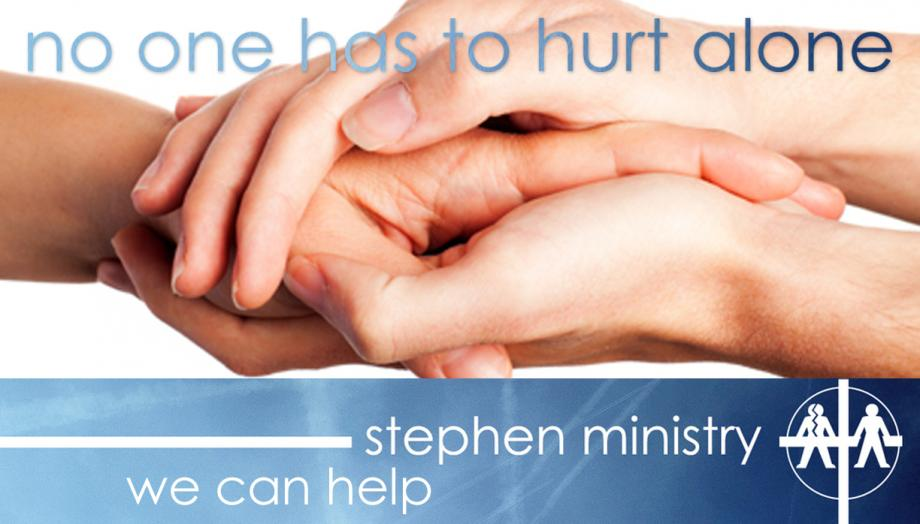 no one has to hurt alone
stephen ministry
we can help